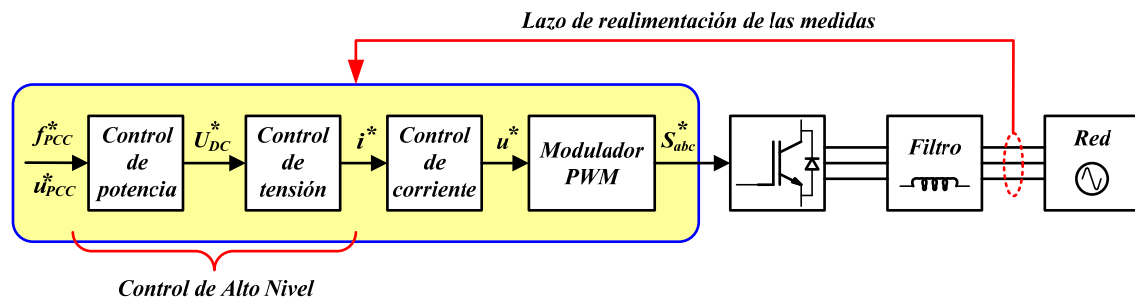 Lazo de realimentación de las medidas
f*PCC
u*PCC
Control
de
potencia
U*DC
Control
de
tensión
i*
Control
de
corriente
u*
Modulador
PWM
S*abc
Filtro
Red
Control de Alto Nivel